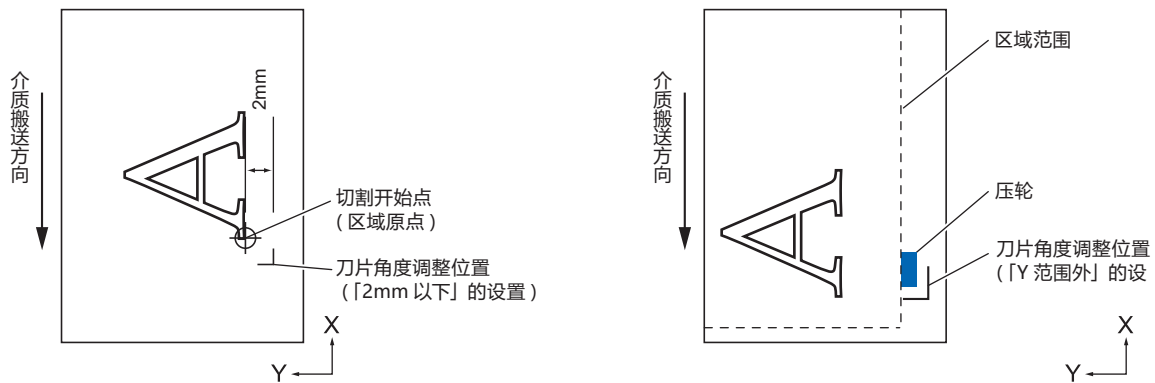 介质搬送方向
2mm
切割开始点
( 区域原点 )
刀片角度调整位置
(「2mm 以下」的设置 )
X
Y
介质搬送方向
区域范围
压轮
刀片角度调整位置
(「Y 范围外」的设
X
Y